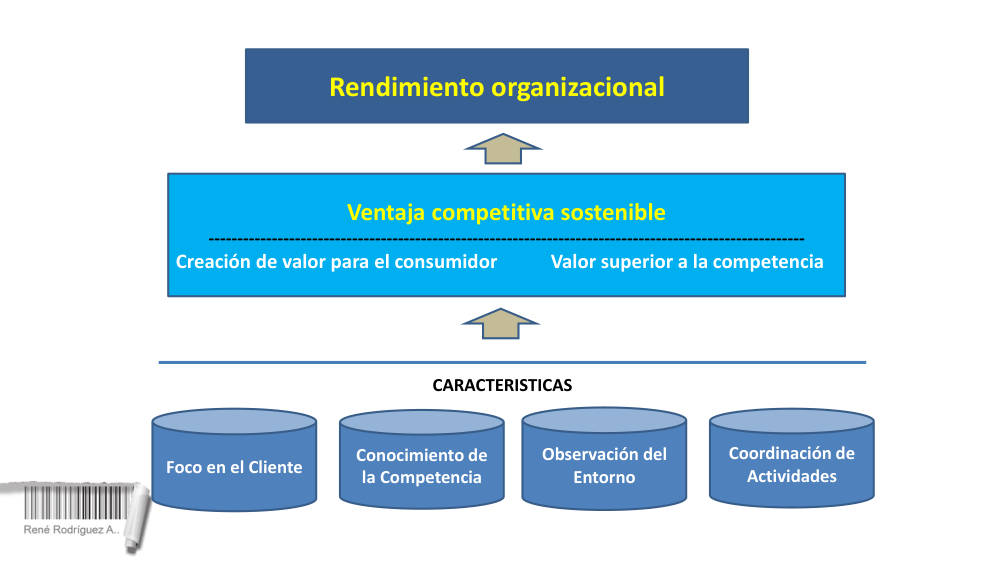 Rendimiento organizacional
Ventaja competitiva sostenible
Creación de valor para el consumidor
Valor superior a la competencia
CARACTERISTICAS
Foco en el Cliente
Conocimiento de
la Competencia
Observación del
Entorno
Coordinación de
Actividades
René Rodríguez A..